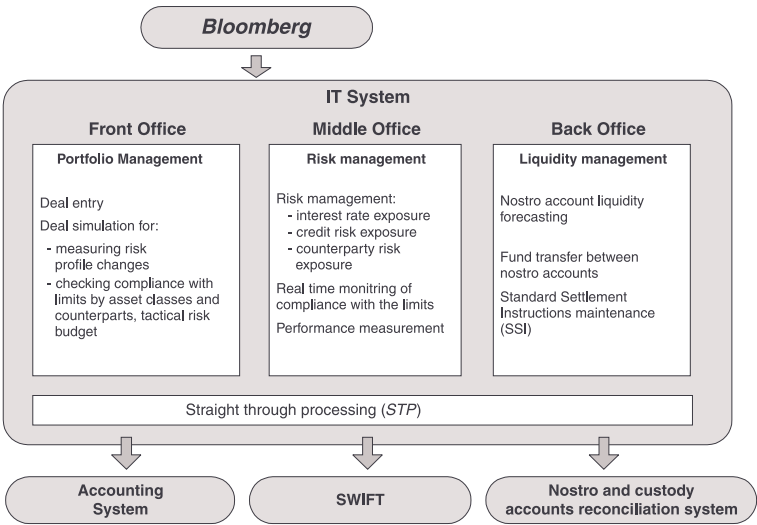 Bloomberg
IT System
Front Office
Portfolio Management
Deal entry
Deal simulation for:
- measuring risk
profile changes
- checking compliance with
limits by asset classes and
counterparts, tactical risk
budget
Middle Office
Risk management
Risk mamagement:
- interest rate exposure
- credit risk exposure
- counterparty risk
exposure
Real time monitring of
compliance with the limits
Performance measurement
Back Office
Liquidity management
Nostro account liquidity
forecasting
Fund transfer between
nostro accounts
Standard Settlement
Instructions maintenance
(SSI)
Straight through processing (STP)
Accounting
System
SWIFT
Nostro and custody
accounts reconciliation system